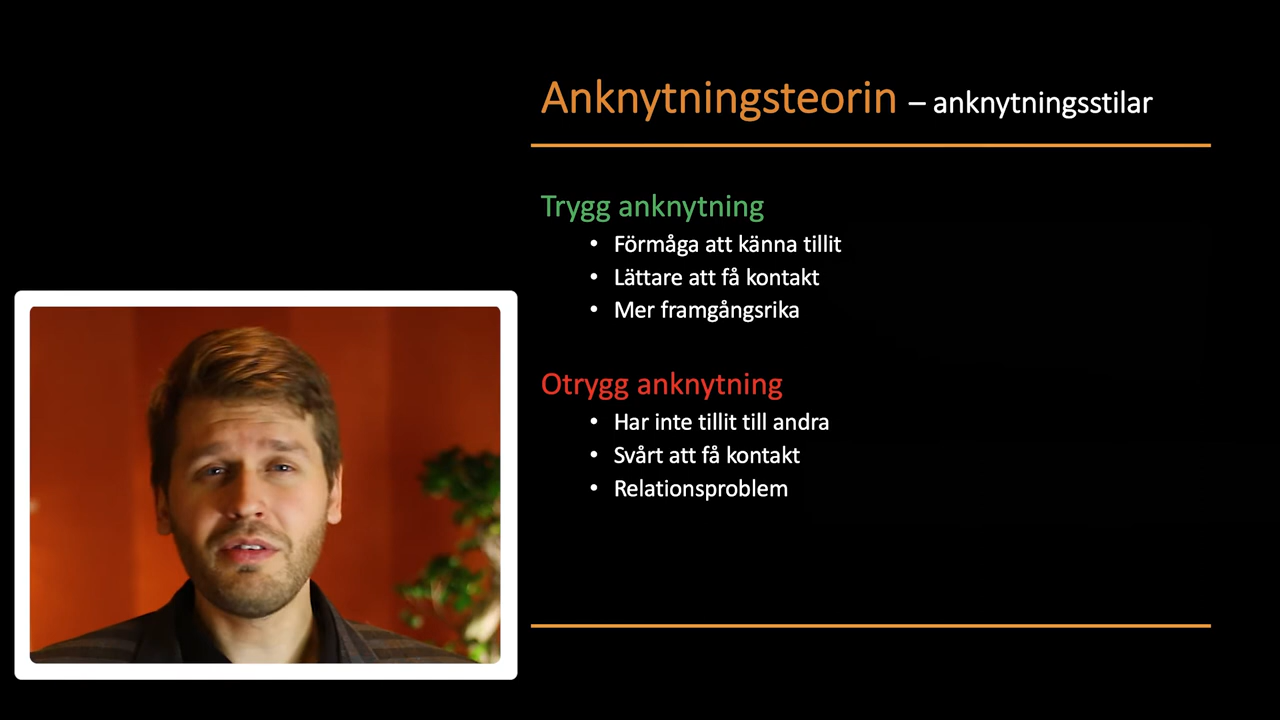 Anknytningsteorin – anknytningsstilar
Trygg anknytning
• Förmåga att känna tillit
• Lättare att få kontakt
• Mer framgångsrika
Otrygg anknytning
• Har inte tillit till andra
• Svårt att få kontakt
• Relationsproblem